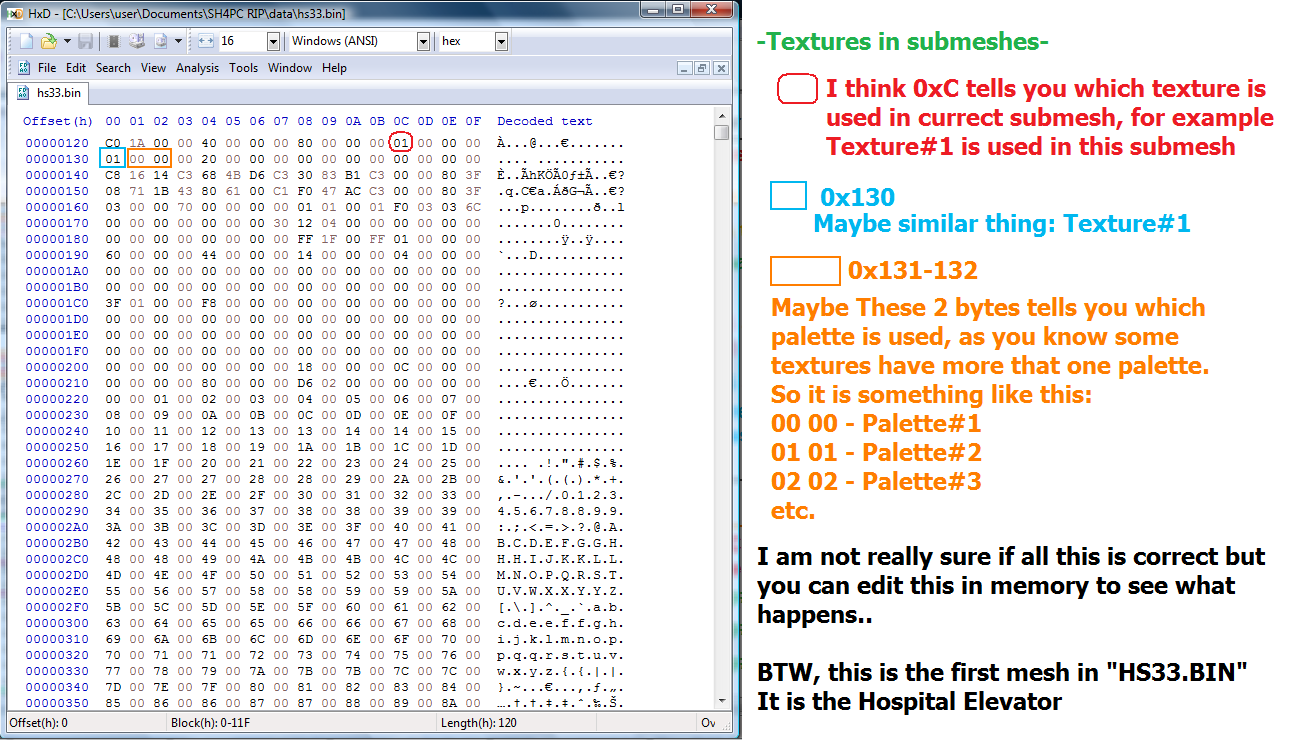 HxD - [C:\Users\user\Documents\SH4PC RIP\data\hs33.bin]
16 Windows (ANSI) hex
File Edit Search View Analysis Tools Window Help
hs33.bin
Offset(h) 00 01 02 03 04 05 06 07 08 09 0A 0B 0C 0D 0E 0F Decoded text
00000120 C0 1A 00 00 40 00 00 00 80 00 00 00 01 00 00 00 À...@...€.......
00000130 01 00 00 00 20 00 00 00 00 00 00 00 00 00 00 00 .... ...........
00000140 C8 16 14 C3 68 4B D6 C3 30 83 B1 C3 00 00 80 3F È..ÃhKÖÃ0ƒ±Ã..€?
00000150 08 71 1B 43 80 61 00 C1 F0 47 AC C3 00 00 80 3F .q.C€a.ÁðG¬Ã..€?
00000160 03 00 00 00 70 00 00 00 00 01 01 00 01 F0 03 03 6C ...p........ð..l
00000170 00 00 00 00 00 00 00 30 12 04 00 00 00 00 00 .......0........
00000180 00 00 00 00 00 00 00 00 FF 1F 00 FF 01 00 00 00 ........ÿ..ÿ....
00000190 60 00 00 00 44 00 00 00 14 00 00 00 04 00 00 00 `...D...........
000001A0 00 00 00 00 00 00 00 00 00 00 00 00 00 00 00 00 ................
000001B0 00 00 00 00 00 00 00 00 00 00 00 00 00 00 00 00 ................
000001C0 3F 01 00 00 F8 00 00 00 00 00 00 00 00 00 00 00 ?...ø...........
000001D0 00 00 00 00 00 00 00 00 00 00 00 00 00 00 00 00 ................
000001E0 00 00 00 00 00 00 00 00 00 00 00 00 00 00 00 00 ................
000001F0 00 00 00 00 00 00 00 00 00 00 00 00 00 00 00 00 ................
00000200 00 00 00 00 00 00 00 00 18 00 00 00 0C 00 00 00 ................
00000210 00 00 00 00 80 00 00 00 D6 02 00 00 00 00 00 00 ....€...Ö.......
00000220 00 00 01 00 02 00 03 00 04 00 05 00 06 00 07 00 ................
00000230 08 00 09 00 0A 00 0B 00 0C 00 0D 00 0E 00 0F 00 ................
00000240 10 00 11 00 12 00 13 00 13 00 14 00 14 00 15 00 ................
00000250 16 00 17 00 18 00 19 00 1A 00 1B 00 1C 00 1D 00 ................
00000260 1E 00 1F 00 20 00 21 00 22 00 23 00 24 00 25 00 .... .!.".#.$.%.
00000270 26 00 27 00 27 00 28 00 28 00 29 00 2A 00 2B 00 &.'.'.(.(.).*.+.
00000280 2C 00 2D 00 2E 00 2F 00 30 00 31 00 32 00 33 00 ,.-.../.0.1.2.3.
00000290 34 00 35 00 36 00 37 00 38 00 38 00 39 00 39 00 4.5.6.7.8.8.9.9.
000002A0 3A 00 3B 00 3C 00 3D 00 3E 00 3F 00 40 00 41 00 :.;.<.=.>.?.@.A.
000002B0 42 00 43 00 44 00 45 00 46 00 47 00 47 00 48 00 B.C.D.E.F.G.G.H.
000002C0 48 00 48 00 49 00 4A 00 4B 00 4B 00 4C 00 4C 00 H.H.I.J.K.K.L.L.
000002D0 4D 00 4E 00 4F 00 50 00 51 00 52 00 53 00 54 00 M.N.O.P.Q.R.S.T.
000002E0 55 00 56 00 57 00 58 00 58 00 59 00 59 00 5A 00 U.V.W.X.X.Y.Y.Z.
000002F0 5B 00 5C 00 5D 00 5E 00 5F 00 60 00 61 00 62 00 [.\.].^._.`.a.b.
00000300 63 00 64 00 65 00 65 00 66 00 66 00 67 00 68 00 c.d.e.e.f.f.g.h.
00000310 69 00 6A 00 6B 00 6C 00 6D 00 6E 00 6F 00 70 00 i.j.k.l.m.n.o.p.
00000320 70 00 71 00 71 00 72 00 73 00 74 00 75 00 76 00 p.q.q.r.s.t.u.v.
00000330 77 00 78 00 79 00 7A 00 7B 00 7B 00 7C 00 7C 00 w.x.y.z.{.{.|.|.
00000340 7D 00 7E 00 7F 00 80 00 81 00 82 00 83 00 84 00 }.~...€...‚.ƒ.„.
00000350 85 00 86 00 86 00 87 00 87 00 88 00 89 00 8A 00 ….†.†.‡.‡.ˆ.‰.Š.
Offset(h): 0 Block(h): 0-11F Length(h): 120 Ov
-Textures in submeshes-
I think 0xC tells you which texture is
used in currect submesh, for example
Texture#1 is used in this submesh
0x130
Maybe similar thing: Texture#1
0x131-132
Maybe These 2 bytes tells you which
palette is used, as you know some
textures have more that one palette.
So it is something like this:
00 00 - Palette#1
01 01 - Palette#2
02 02 - Palette#3
etc.
I am not really sure if all this is correct but
you can edit this in memory to see what
happens..
BTW, this is the first mesh in "HS33.BIN"
It is the Hospital Elevator